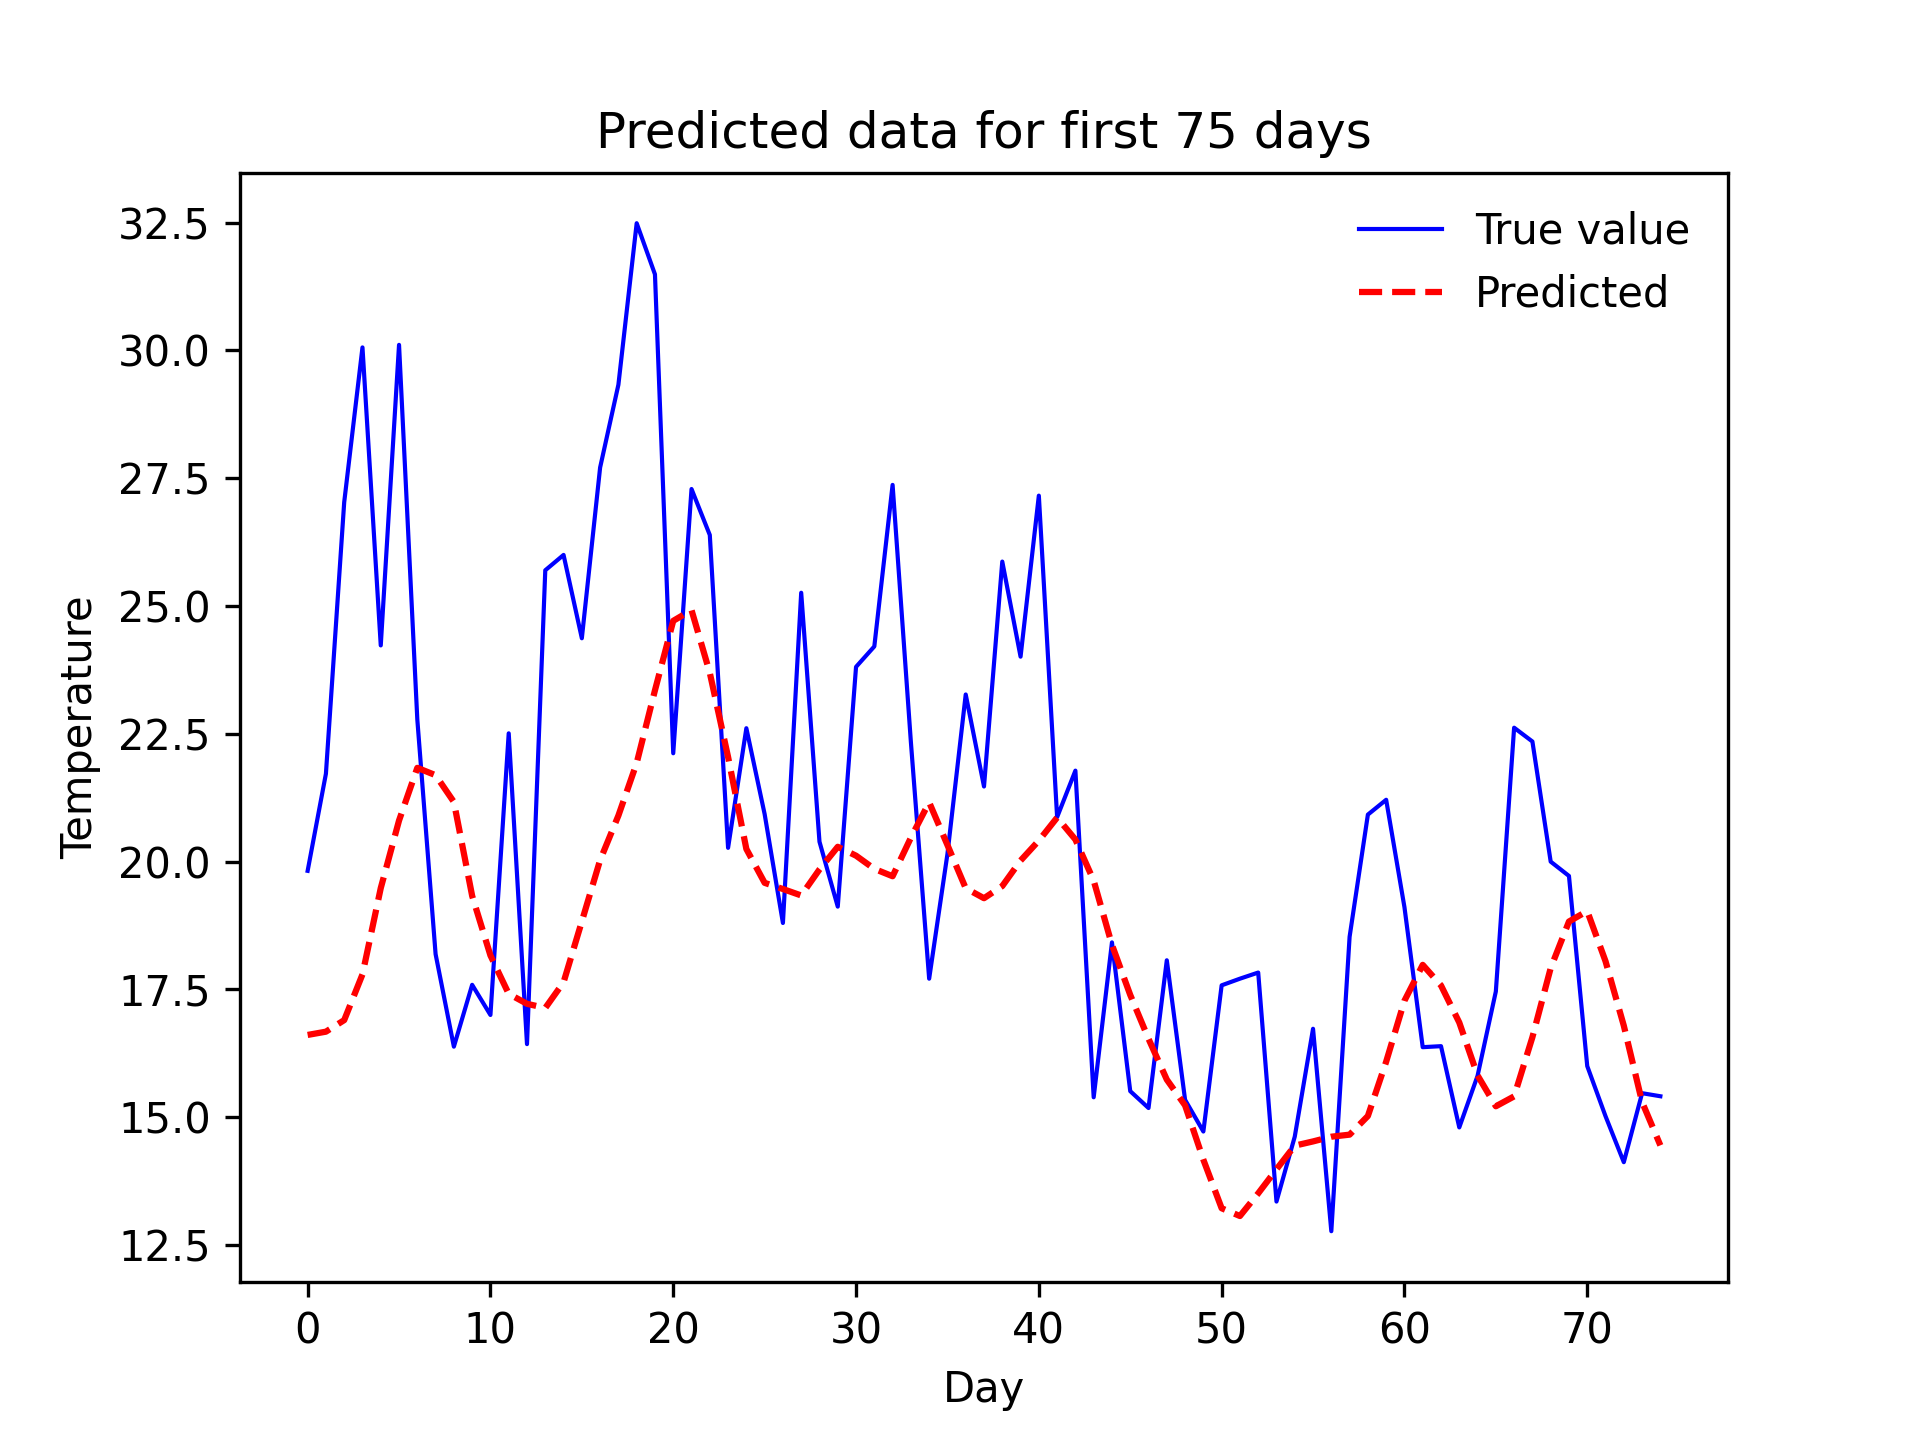 Predicted data for first 75 days
True value
Predicted
32.5
30.0
27.5
25.0
22.5
20.0
17.5
15.0
12.5
Temperature
0 10 20 30 40 50 60 70
Day